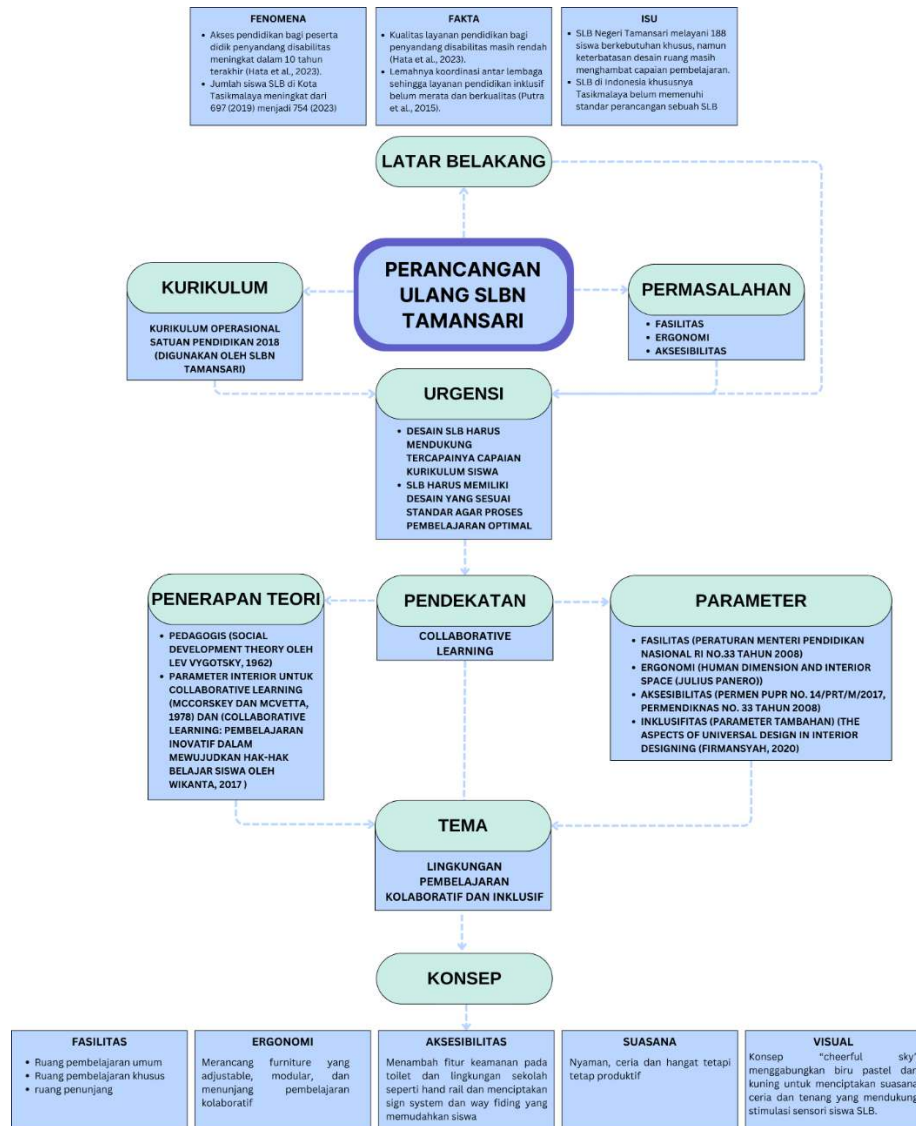 FENOMENA
• Akses pendidikan bagi peserta
didik penyandang disabilitas
meningkat dalam 10 tahun
terakhir (Hata et al., 2023).
• Jumlah siswa SLB di Kota
Tasikmalaya meningkat dari
697 (2019) menjadi 754 (2023)
FAKTA
• Kualitas layanan pendidikan bagi
penyandang disabilitas masih rendah
(Hata et al., 2023).
• Lemahnya koordinasi antar lembaga
sehingga layanan pendidikan inklusif
belum merata dan berkualitas (Putra
et al., 2015).
ISU
• SLB Negeri Tamansari melayani 188
siswa berkebutuhan khusus, namun
keterbatasan desain ruang masih
menghambat capaian pembelajaran.
• SLB di Indonesia khususnya
Tasikmalaya belum memenuhi
standar perancangan sebuah SLB
LATAR BELAKANG
PERANCANGAN
ULANG SLBN
TAMANSARI
KURIKULUM
KURIKULUM OPERASIONAL
SATUAN PENDIDIKAN 2018
(DIGUNAKAN OLEH SLBN
TAMANSARI)
PERMASALAHAN
• FASILITAS
• ERGONOMI
• AKSESIBILITAS
URGENSI
• DESAIN SLB HARUS
MENDUKUNG
TERCAPAINYA CAPAIAN
KURIKULUM SISWA
• SLB HARUS MEMILIKI
DESAIN YANG SESUAI
STANDAR AGAR PROSES
PEMBELAJARAN OPTIMAL
PENERAPAN TEORI
• PEDAGOGIS (SOCIAL
DEVELOPMENT THEORY OLEH
LEV VYGOTSKY, 1962)
• PARAMETER INTERIOR UNTUK
COLLABORATIVE LEARNING
(MCCORSKEY DAN MCVETTA,
1978) DAN (COLLABORATIVE
LEARNING: PEMBELAJARAN
INOVATIF DALAM
MEWUJUDKAN HAK-HAK
BELAJAR SISWA OLEH
WIKANTA, 2017 )
PENDEKATAN
COLLABORATIVE
LEARNING
PARAMETER
• FASILITAS (PERATURAN MENTERI PENDIDIKAN
NASIONAL RI NO.33 TAHUN 2008)
• ERGONOMI (HUMAN DIMENSION AND INTERIOR
SPACE (JULIUS PANERO))
• AKSESIBILITAS (PERMEN PUPR NO. 14/PRT/M/2017,
PERMENDIKNAS NO. 33 TAHUN 2008)
• INKLUSIFITAS (PARAMETER TAMBAHAN) (THE
ASPECTS OF UNIVERSAL DESIGN IN INTERIOR
DESIGNING (FIRMANSYAH, 2020)
TEMA
LINGKUNGAN
PEMBELAJARAN
KOLABORATIF DAN INKLUSIF
KONSEP
FASILITAS
• Ruang pembelajaran umum
• Ruang pembelajaran khusus
• ruang penunjang
ERGONOMI
Merancang furniture yang
adjustable, modular, dan
menunjang pembelajaran
kolaboratif
AKSESIBILITAS
Menambah fitur keamanan pada
toilet dan lingkungan sekolah
seperti hand rail dan menciptakan
sign system dan way fiding yang
memudahkan siswa
SUASANA
Nyaman, ceria dan hangat tetapi
tetap produktif
VISUAL
Konsep “cheerful sky”
menggabungkan biru pastel dan
kuning untuk menciptakan suasana
ceria dan tenang yang mendukung
stimulasi sensori siswa SLB.